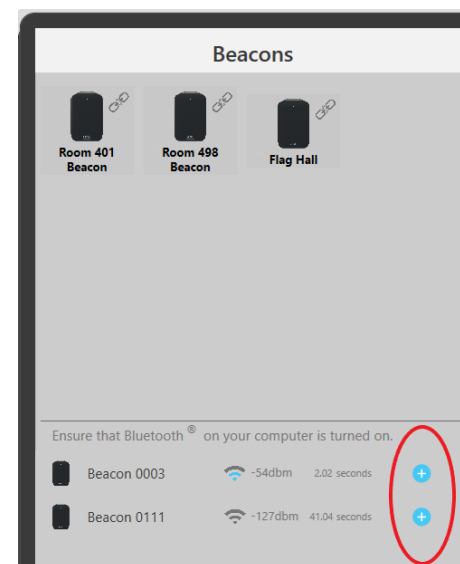 Beacons
Room 401
Beacon
Room 498
Beacon
Flag Hall
Ensure that Bluetooth ® on your computer is turned on.
Beacon 0003 -54dbm 2.02 seconds
Beacon 0111 -127dbm 41.04 seconds